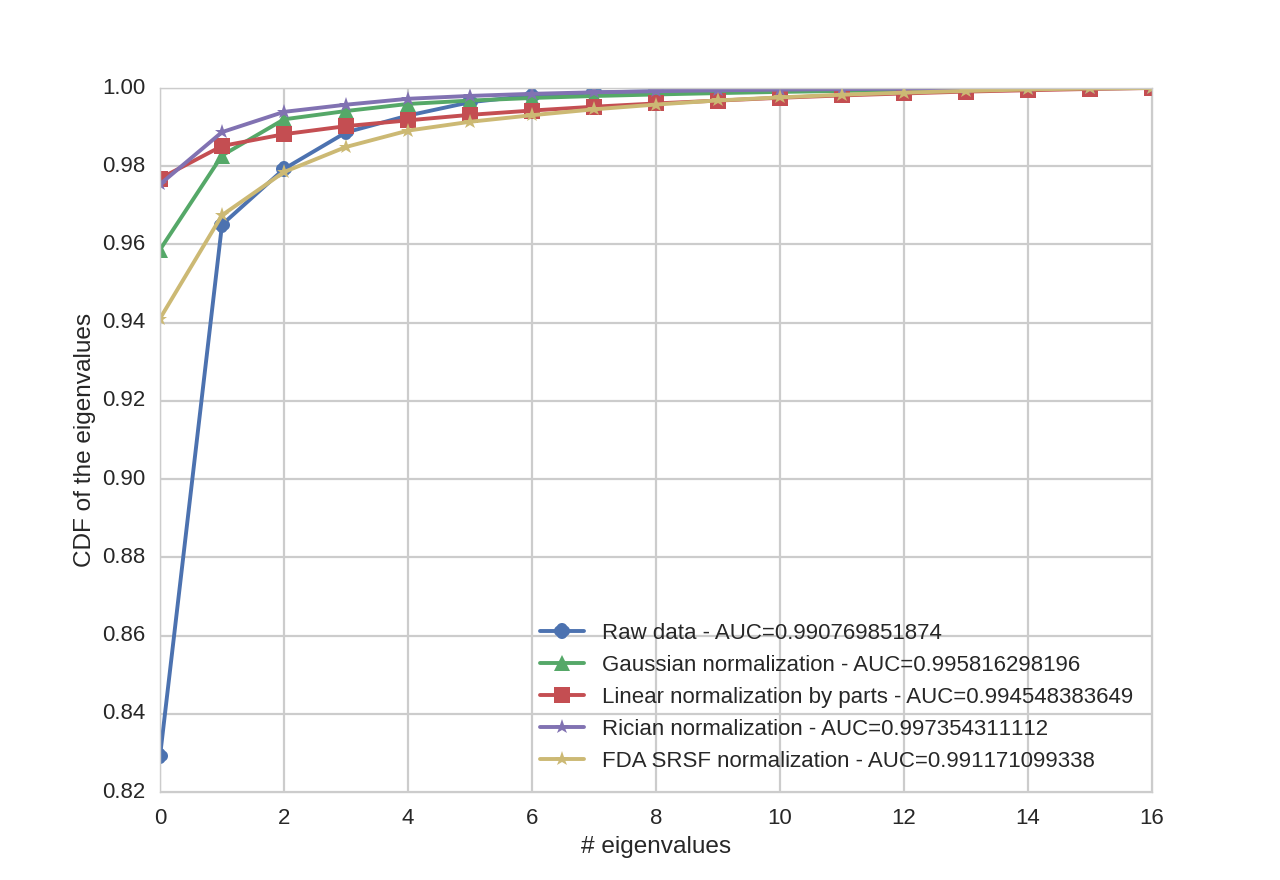 1.00
0.98
0.96
0.94
0.92
0.90
0.88
0.86
0.84
0.82
CDF of the eigenvalues
Raw data - AUC=0.990769851874
Gaussian normalization - AUC=0.995816298196
Linear normalization by parts - AUC=0.994548383649
Rician normalization - AUC=0.997354311112
FDA SRSF normalization - AUC=0.991171099338
0 2 4 6 8 10 12 14 16
# eigenvalues